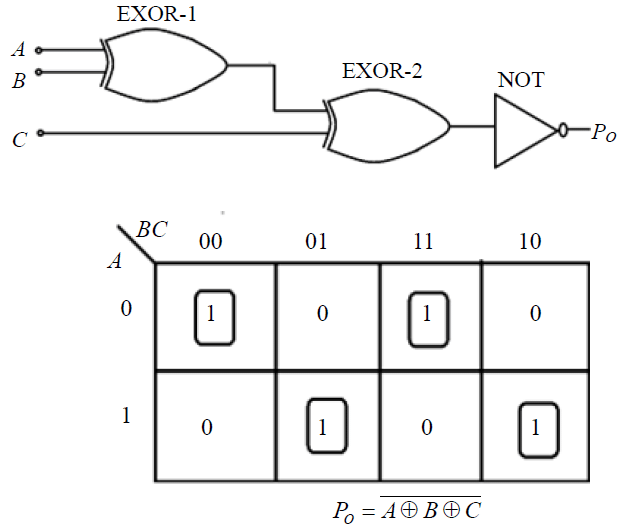 EXOR-1
A
B
EXOR-2
NOT
C
P_O
BC
00 01 11 10
A
0 1 0 1 0
1 0 1 0 1
P_O = \overline{A ⊕ B ⊕ C}